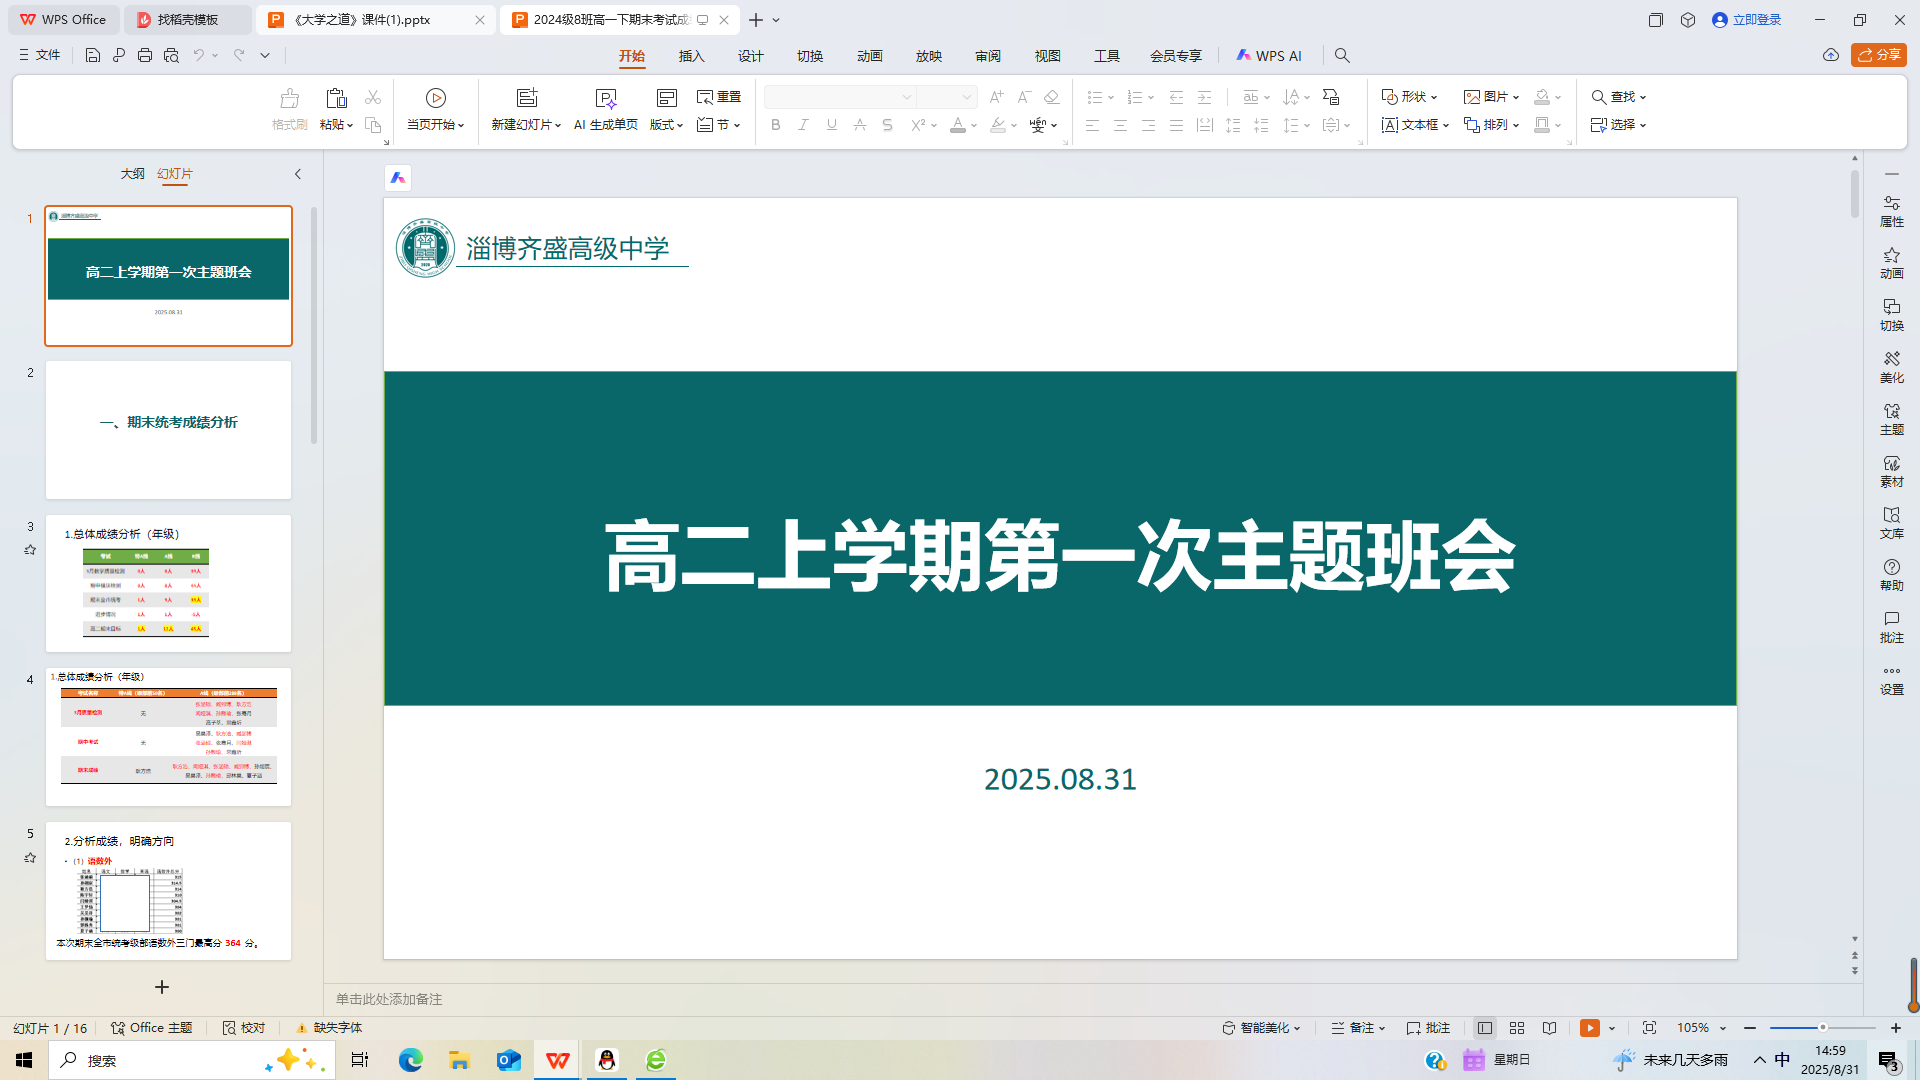 WPS Office
找稻壳模板
《大学之道》课件(1).pptx
2024级8班高一下期末考试成
立即登录
文件
开始
插入
设计
切换
动画
放映
审阅
视图
工具
会员专享
WPS AI
分享
格式刷
粘贴
当页开始
新建幻灯片
AI 生成单页
版式
重置
节
形状
图片
查找
文本框
排列
选择
大纲
幻灯片
1
淄博齐盛高级中学
高二上学期第一次主题班会
2025.08.31
2
一、期末统考成绩分析
3
1.总体成绩分析（年级）
4
1.总体成绩分析（年级）
5
2.分析成绩，明确方向
（1）语数外
本次期末全市统考级部语数外三门最高分 364 分。
淄博齐盛高级中学
高二上学期第一次主题班会
2025.08.31
属性
动画
切换
美化
主题
素材
文库
帮助
批注
设置
单击此处添加备注
幻灯片 1 / 16
Office 主题
校对
缺失字体
智能美化
备注
批注
105%
搜索
星期日
未来几天多雨
中
14:59
2025/8/31
3